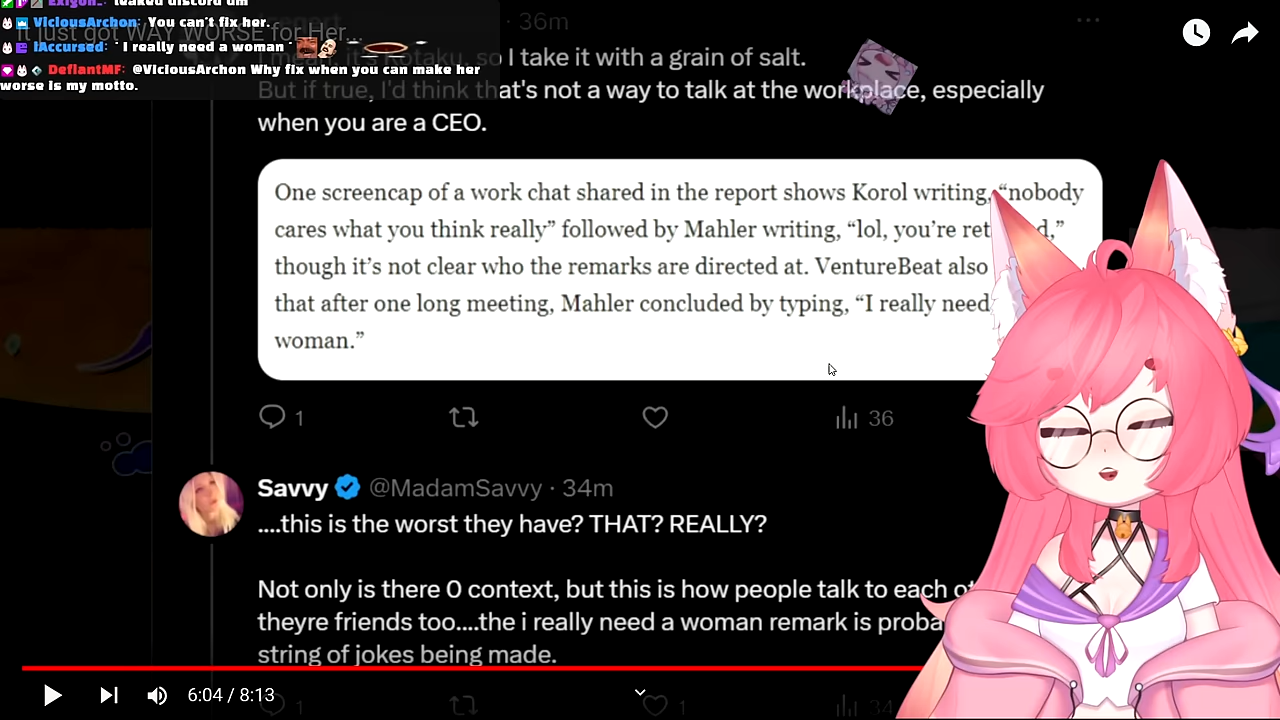 leaked discord dm
ViciousArchon: You can't fix her.
It just got WAY WORSE for Her...
IAccursed: 'I really need a woman'
DefiantMF: @ViciousArchon Why fix when you can make her
worse is my motto.
· 36m
I mean, it's Kotaku, so I take it with a grain of salt.
But if true, I'd think that's not a way to talk at the workplace, especially
when you are a CEO.
One screencap of a work chat shared in the report shows Korol writing, “nobody
cares what you think really” followed by Mahler writing, “lol, you’re ret d,”
though it’s not clear who the remarks are directed at. VentureBeat also
that after one long meeting, Mahler concluded by typing, “I really need
woman.”
1
36
Savvy @MadamSavvy · 34m
....this is the worst they have? THAT? REALLY?
Not only is there 0 context, but this is how people talk to each ot
theyre friends too....the i really need a woman remark is proba
string of jokes being made.
6:04 / 8:13
1
1
34